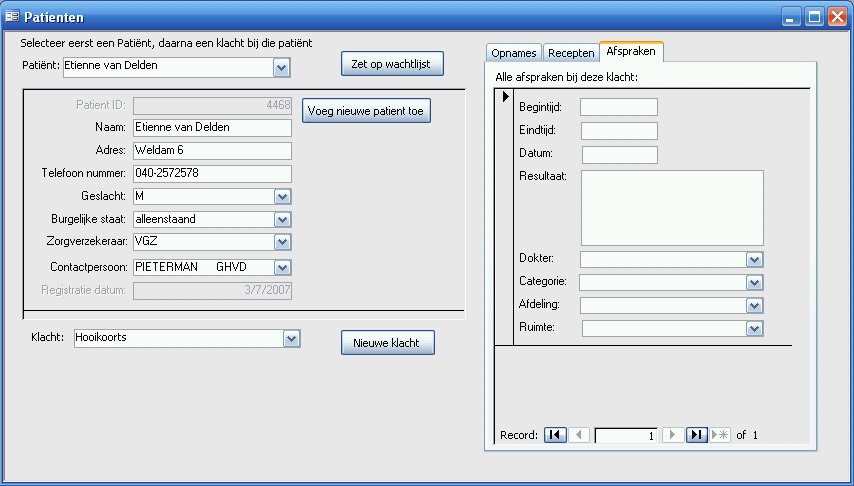 Patienten
Selecteer eerst een Patiënt, daarna een klacht bij die patiënt
Patiënt: Etienne van Delden
Zet op wachtlijst
Patient ID: 4468
Voeg nieuwe patient toe
Naam: Etienne van Delden
Adres: Weldam 6
Telefoon nummer: 040-2572578
Geslacht: M
Burgelijke staat: alleenstaand
Zorgverzekeraar: VGZ
Contactpersoon: PIETERMAN GHVD
Registratie datum: 3/7/2007
Klacht: Hooikoorts
Nieuwe klacht
Opnames Recepten Afspraken
Alle afspraken bij deze klacht:
Begintijd:
Eindtijd:
Datum:
Resultaat:
Dokter:
Categorie:
Afdeling:
Ruimte:
Record: 1 of 1